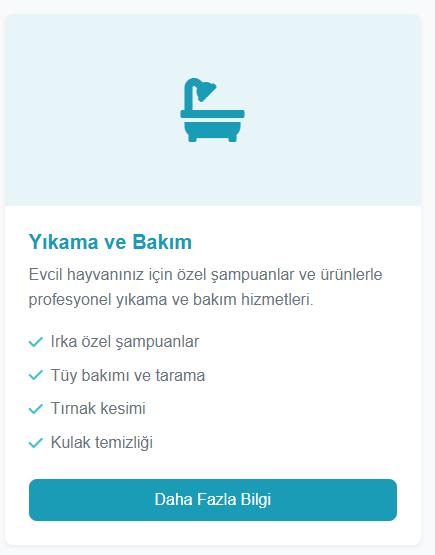 Yıkama ve Bakım
Evcil hayvanınız için özel şampuanlar ve ürünlerle
profesyonel yıkama ve bakım hizmetleri.
Irka özel şampuanlar
Tüy bakımı ve tarama
Tırnak kesimi
Kulak temizliği
Daha Fazla Bilgi